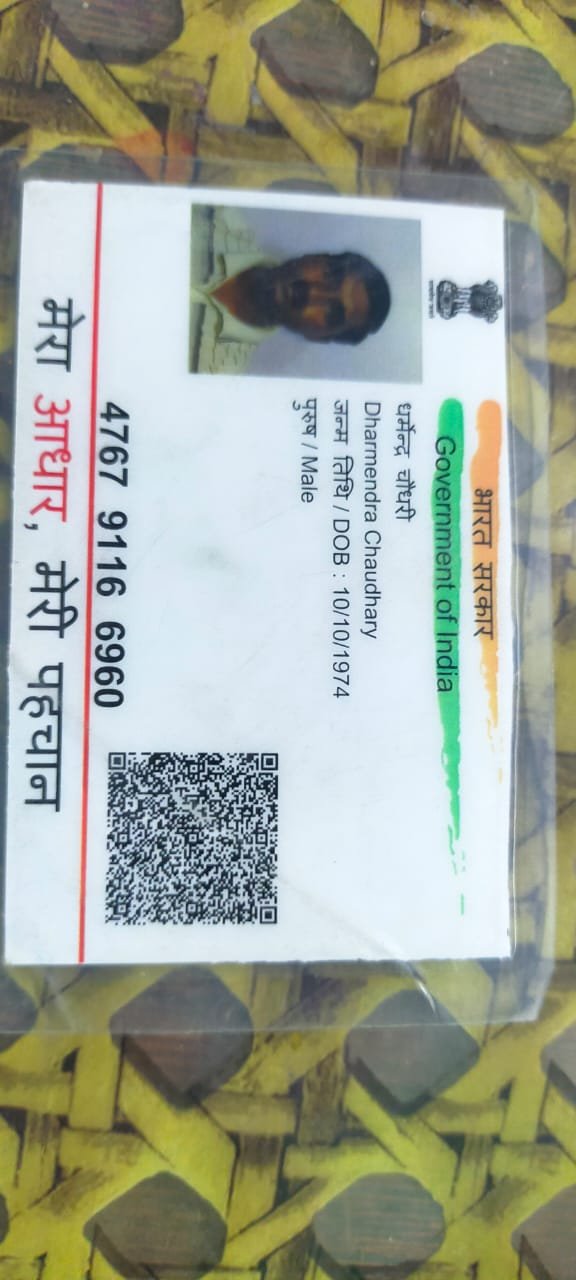 भारत सरकार
Government of India
धर्मेन्द्र चौधरी
Dharmendra Chaudhary
जन्म तिथि / DOB : 10/10/1974
पुरुष / Male
4767 9116 6960
मेरा आधार, मेरी पहचान